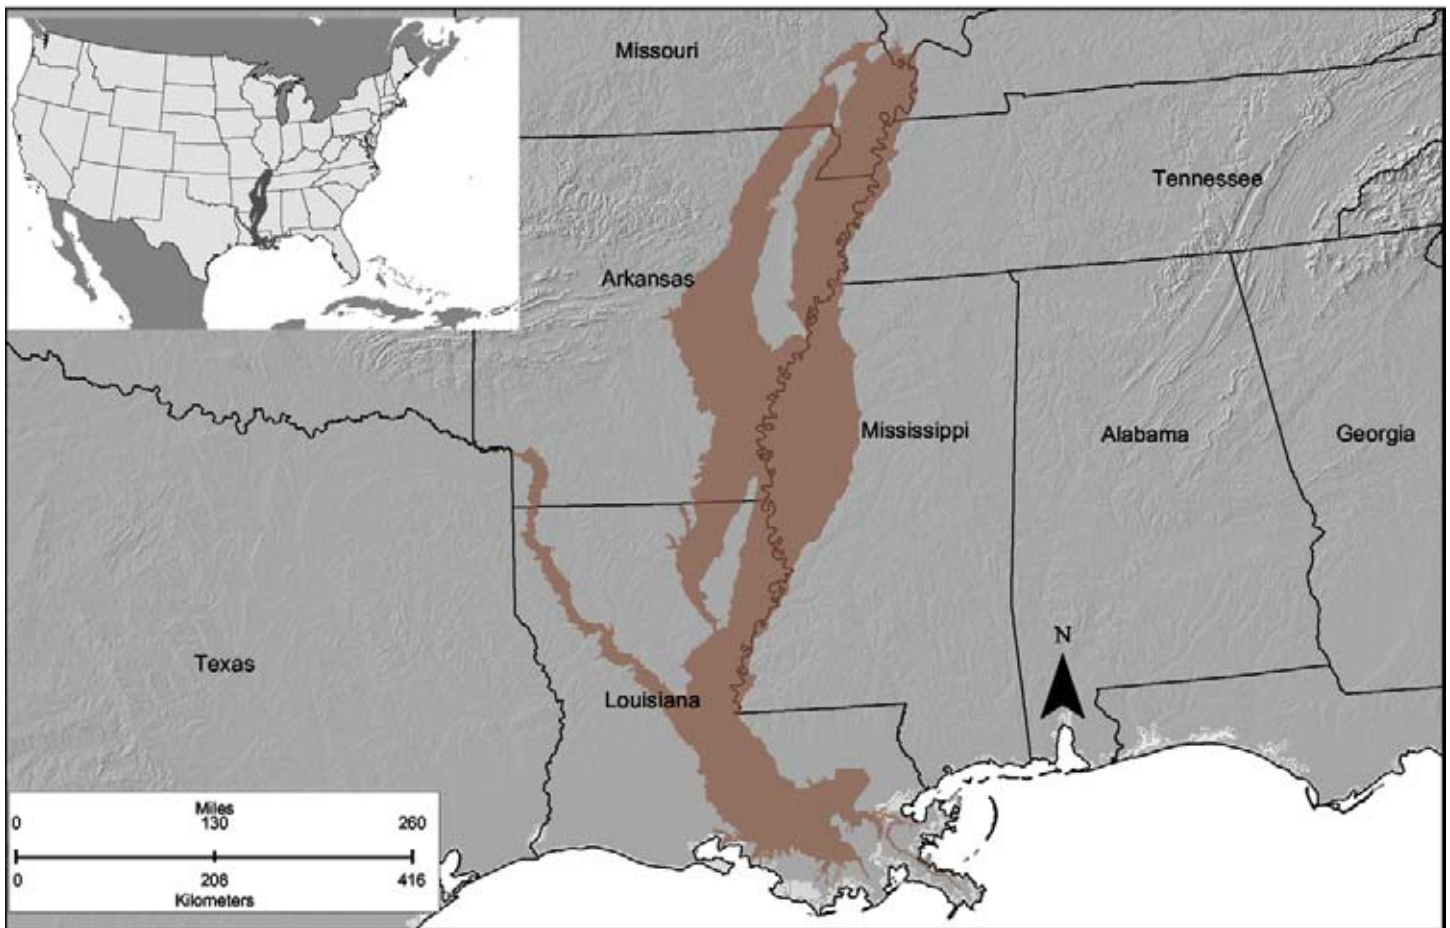 Missouri
Tennessee
Arkansas
Mississippi
Alabama
Georgia
N
Texas
Louisiana
Miles
0 130 260
0 208 416
Kilometers